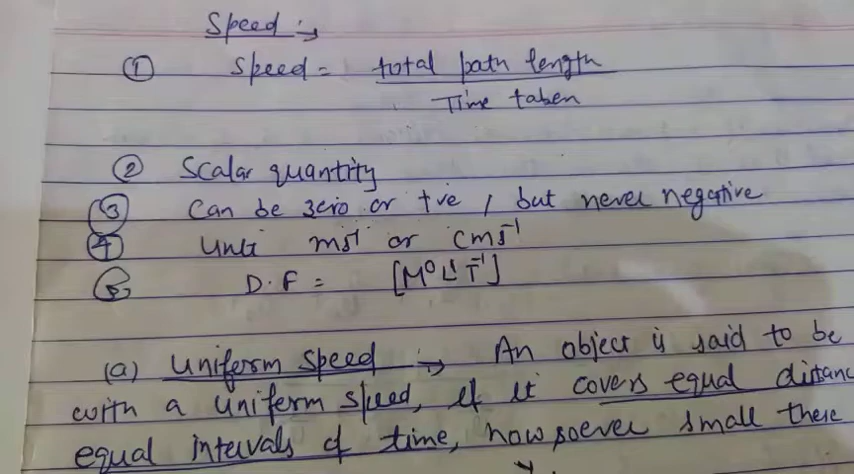 Speed :→
① Speed = total path length
Time taken
② Scalar quantity
③ Can be zero or +ve, but never negative
④ Unit ms⁻¹ or cms⁻¹
⑤ D.F = [M⁰L¹T⁻¹]
(a) Uniform speed :→ An object is said to be
with a uniform speed, if it covers equal distanc
equal intervals of time, howsoever small these